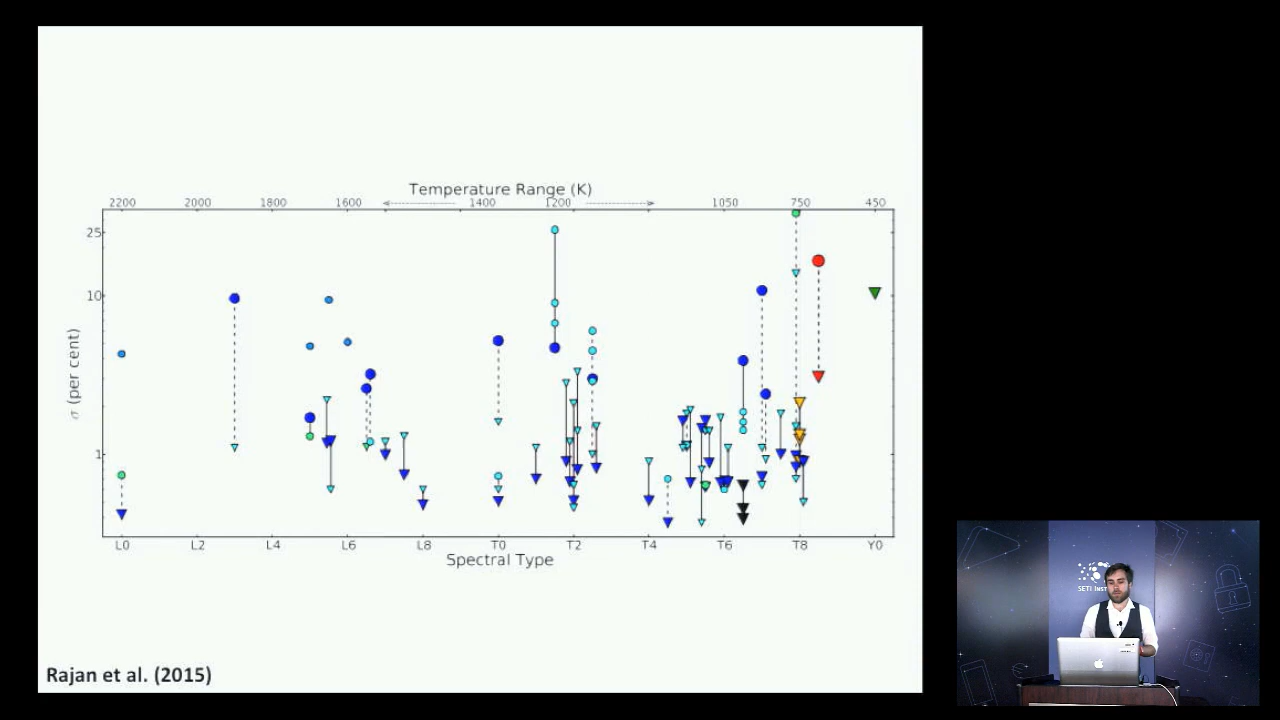 Temperature Range (K)
2200 2000 1800 1600 1400 1200 1050 750 450
25
10
1
σ (per cent)
L0 L2 L4 L6 L8 T0 T2 T4 T6 T8 Y0
Spectral Type
Rajan et al. (2015)
SETI